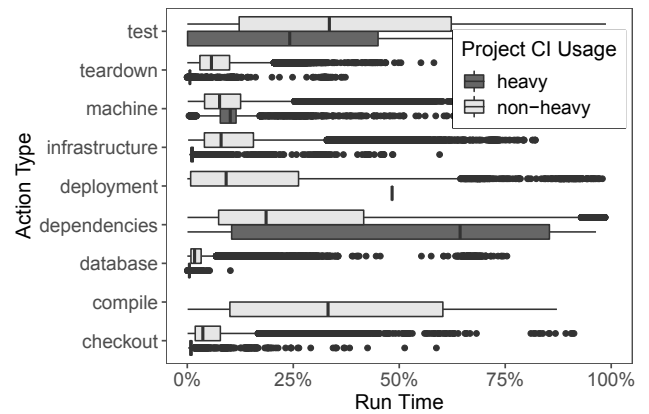 Action Type
test
teardown
machine
infrastructure
deployment
dependencies
database
compile
checkout
Project CI Usage
heavy
non−heavy
0% 25% 50% 75% 100%
Run Time